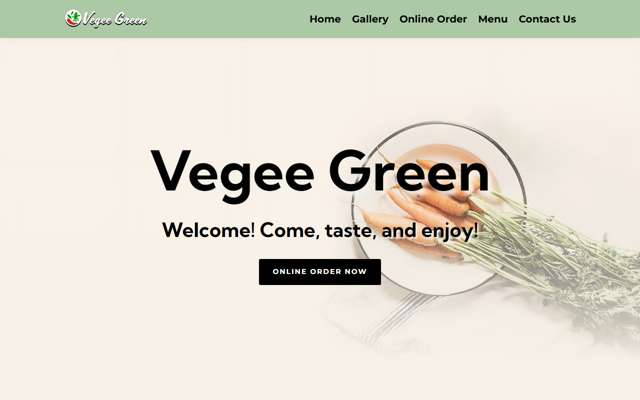 Vegee Green
Home Gallery Online Order Menu Contact Us
Vegee Green
Welcome! Come, taste, and enjoy!
ONLINE ORDER NOW